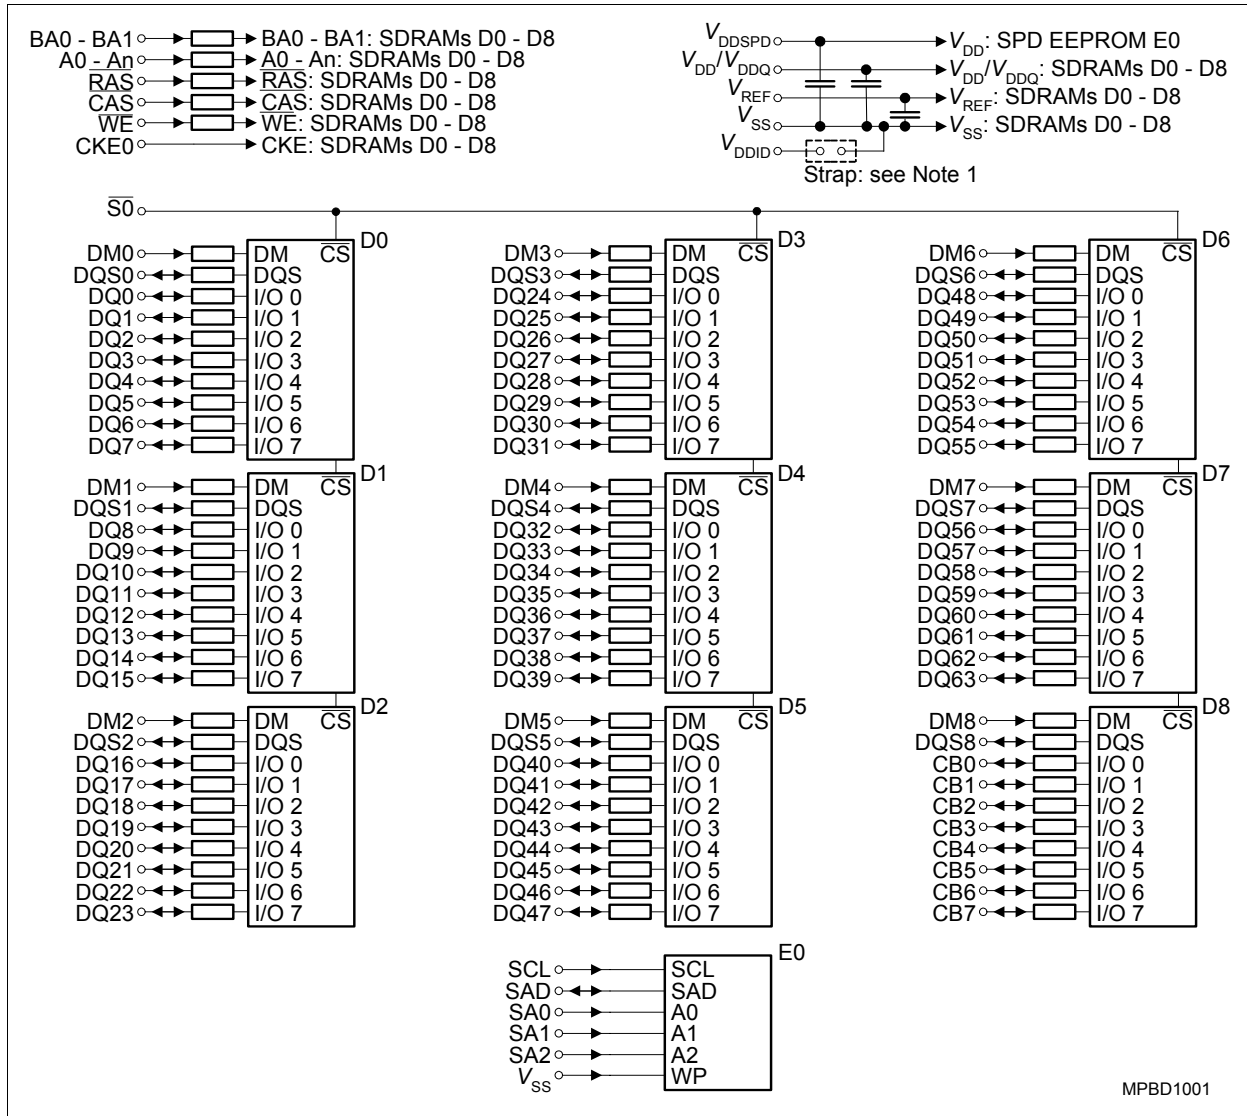 BA0 - BA1 BA0 - BA1: SDRAMs D0 - D8
A0 - An A0 - An: SDRAMs D0 - D8
RAS RAS: SDRAMs D0 - D8
CAS CAS: SDRAMs D0 - D8
WE WE: SDRAMs D0 - D8
CKE0 CKE: SDRAMs D0 - D8
VDDSPD VDD: SPD EEPROM E0
VDD/VDDQ VDD/VDDQ: SDRAMs D0 - D8
VREF VREF: SDRAMs D0 - D8
VSS VSS: SDRAMs D0 - D8
VDDID
Strap: see Note 1
S0
D0
DM0 DM CS
DQS0 DQS
DQ0 I/O 0
DQ1 I/O 1
DQ2 I/O 2
DQ3 I/O 3
DQ4 I/O 4
DQ5 I/O 5
DQ6 I/O 6
DQ7 I/O 7
D1
DM1 DM CS
DQS1 DQS
DQ8 I/O 0
DQ9 I/O 1
DQ10 I/O 2
DQ11 I/O 3
DQ12 I/O 4
DQ13 I/O 5
DQ14 I/O 6
DQ15 I/O 7
D2
DM2 DM CS
DQS2 DQS
DQ16 I/O 0
DQ17 I/O 1
DQ18 I/O 2
DQ19 I/O 3
DQ20 I/O 4
DQ21 I/O 5
DQ22 I/O 6
DQ23 I/O 7
D3
DM3 DM CS
DQS3 DQS
DQ24 I/O 0
DQ25 I/O 1
DQ26 I/O 2
DQ27 I/O 3
DQ28 I/O 4
DQ29 I/O 5
DQ30 I/O 6
DQ31 I/O 7
D4
DM4 DM CS
DQS4 DQS
DQ32 I/O 0
DQ33 I/O 1
DQ34 I/O 2
DQ35 I/O 3
DQ36 I/O 4
DQ37 I/O 5
DQ38 I/O 6
DQ39 I/O 7
D5
DM5 DM CS
DQS5 DQS
DQ40 I/O 0
DQ41 I/O 1
DQ42 I/O 2
DQ43 I/O 3
DQ44 I/O 4
DQ45 I/O 5
DQ46 I/O 6
DQ47 I/O 7
D6
DM6 DM CS
DQS6 DQS
DQ48 I/O 0
DQ49 I/O 1
DQ50 I/O 2
DQ51 I/O 3
DQ52 I/O 4
DQ53 I/O 5
DQ54 I/O 6
DQ55 I/O 7
D7
DM7 DM CS
DQS7 DQS
DQ56 I/O 0
DQ57 I/O 1
DQ58 I/O 2
DQ59 I/O 3
DQ60 I/O 4
DQ61 I/O 5
DQ62 I/O 6
DQ63 I/O 7
D8
DM8 DM CS
DQS8 DQS
CB0 I/O 0
CB1 I/O 1
CB2 I/O 2
CB3 I/O 3
CB4 I/O 4
CB5 I/O 5
CB6 I/O 6
CB7 I/O 7
E0
SCL SCL
SAD SAD
SA0 A0
SA1 A1
SA2 A2
VSS WP
MPBD1001